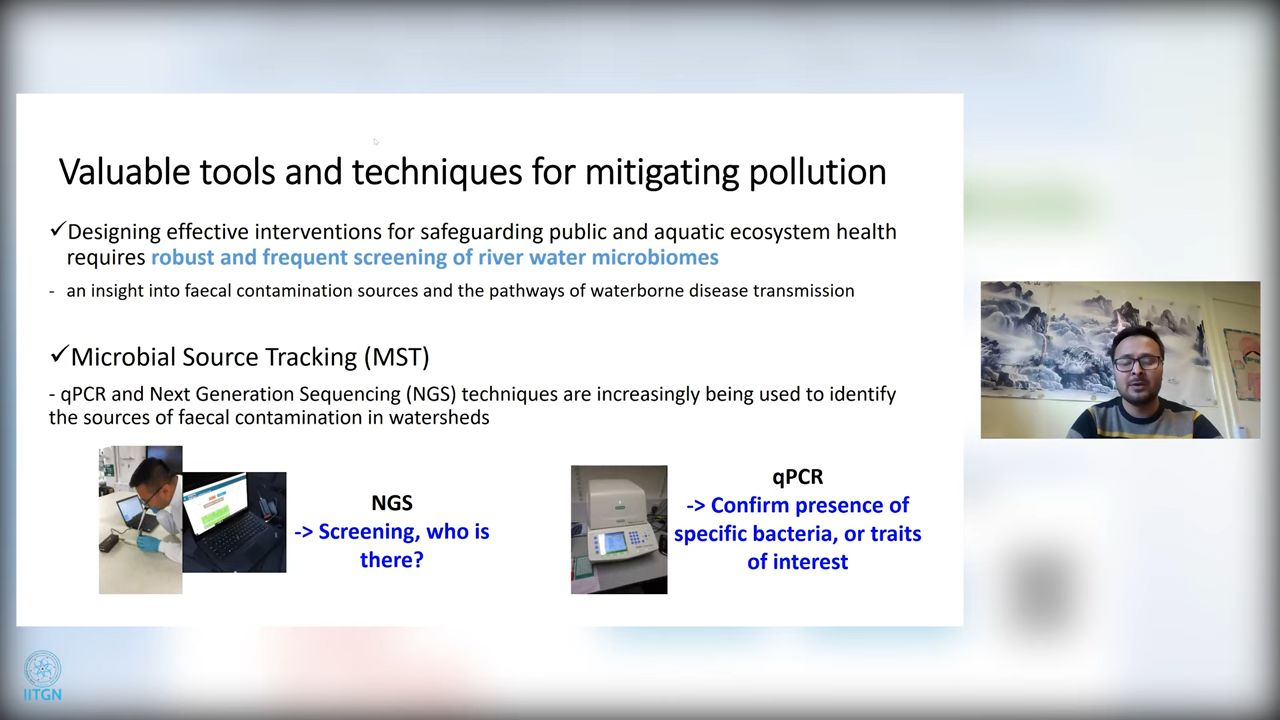 Valuable tools and techniques for mitigating pollution
✓Designing effective interventions for safeguarding public and aquatic ecosystem health
requires robust and frequent screening of river water microbiomes
- an insight into faecal contamination sources and the pathways of waterborne disease transmission
✓Microbial Source Tracking (MST)
- qPCR and Next Generation Sequencing (NGS) techniques are increasingly being used to identify
the sources of faecal contamination in watersheds
NGS
-> Screening, who is
there?
qPCR
-> Confirm presence of
specific bacteria, or traits
of interest
IITGN